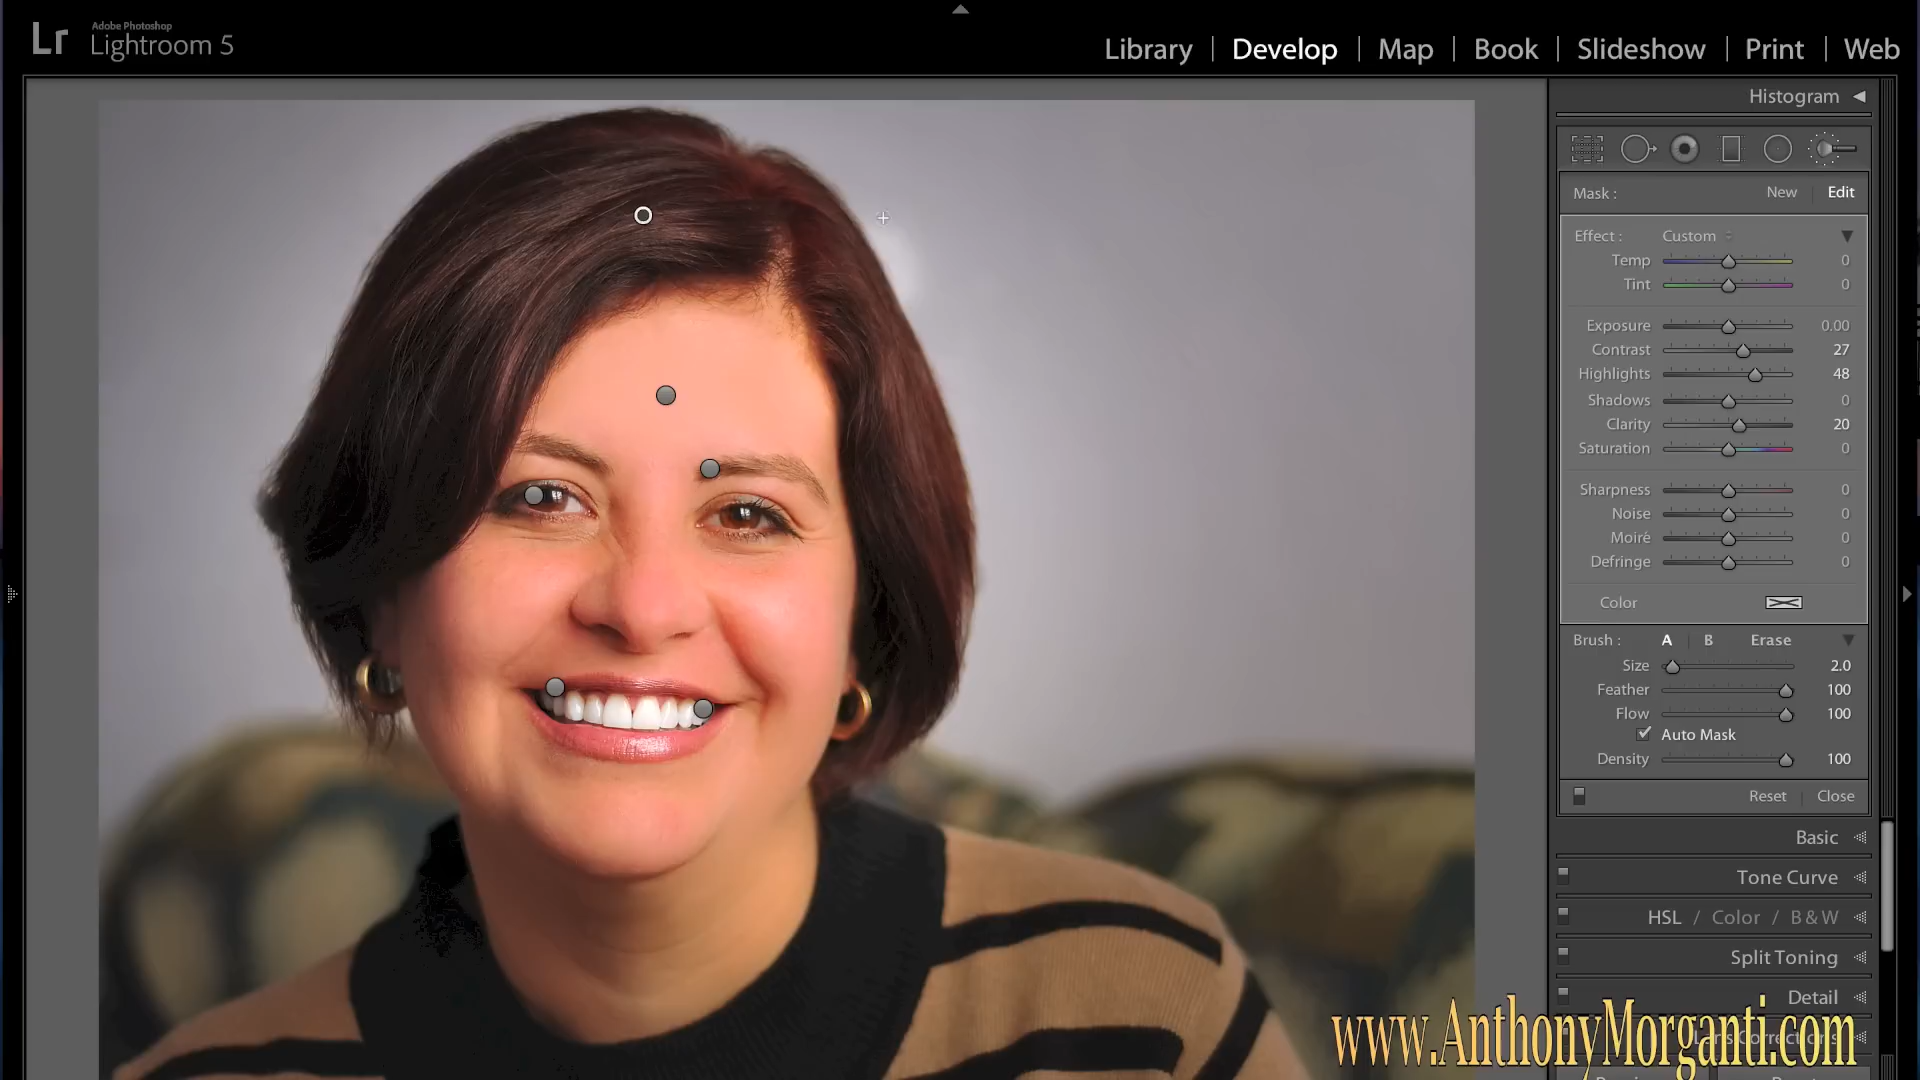 Lr Adobe Photoshop
Lightroom 5
Library | Develop | Map | Book | Slideshow | Print | Web
Histogram
Mask : New Edit
Effect : Custom
Temp 0
Tint 0
Exposure 0.00
Contrast 27
Highlights 48
Shadows 0
Clarity 20
Saturation 0
Sharpness 0
Noise 0
Moiré 0
Defringe 0
Color
Brush : A B Erase
Size 2.0
Feather 100
Flow 100
Auto Mask
Density 100
Reset Close
Basic
Tone Curve
HSL / Color / B & W
Split Toning
Detail
Lens Corrections
www.AnthonyMorganti.com